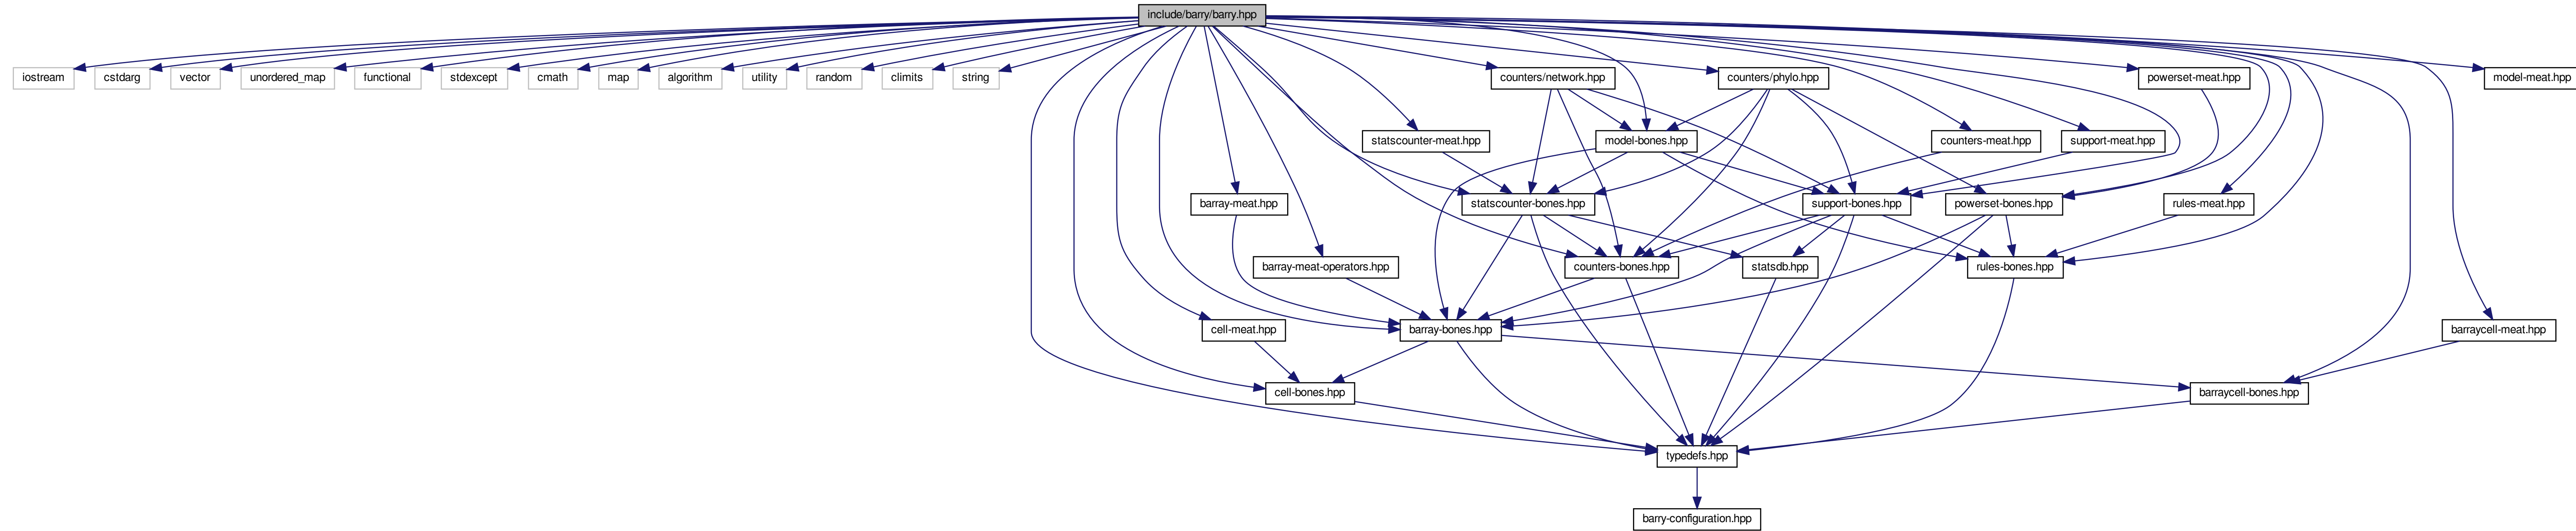 include/barry/barry.hpp
iostream
cstdarg
vector
unordered_map
functional
stdexcept
cmath
map
algorithm
utility
random
climits
string
counters/network.hpp
counters/phylo.hpp
powerset-meat.hpp
model-meat.hpp
statscounter-meat.hpp
model-bones.hpp
counters-meat.hpp
support-meat.hpp
barray-meat.hpp
statscounter-bones.hpp
support-bones.hpp
powerset-bones.hpp
rules-meat.hpp
barray-meat-operators.hpp
counters-bones.hpp
statsdb.hpp
rules-bones.hpp
cell-meat.hpp
barray-bones.hpp
barraycell-meat.hpp
cell-bones.hpp
barraycell-bones.hpp
typedefs.hpp
barry-configuration.hpp